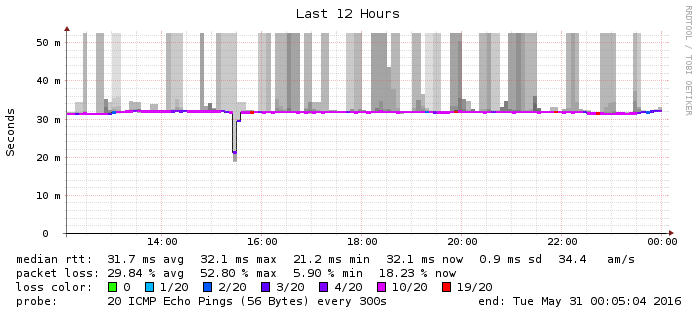 Last 12 Hours
RRDTOOL / TOBI OETIKER
Seconds
50 m
40 m
30 m
20 m
10 m
0
14:00 16:00 18:00 20:00 22:00 00:00
median rtt: 31.7 ms avg 32.1 ms max 21.2 ms min 32.1 ms now 0.9 ms sd 34.4 am/s
packet loss: 29.84 % avg 52.80 % max 5.90 % min 18.23 % now
loss color: 0 1/20 2/20 3/20 4/20 10/20 19/20
probe: 20 ICMP Echo Pings (56 Bytes) every 300s end: Tue May 31 00:05:04 2016